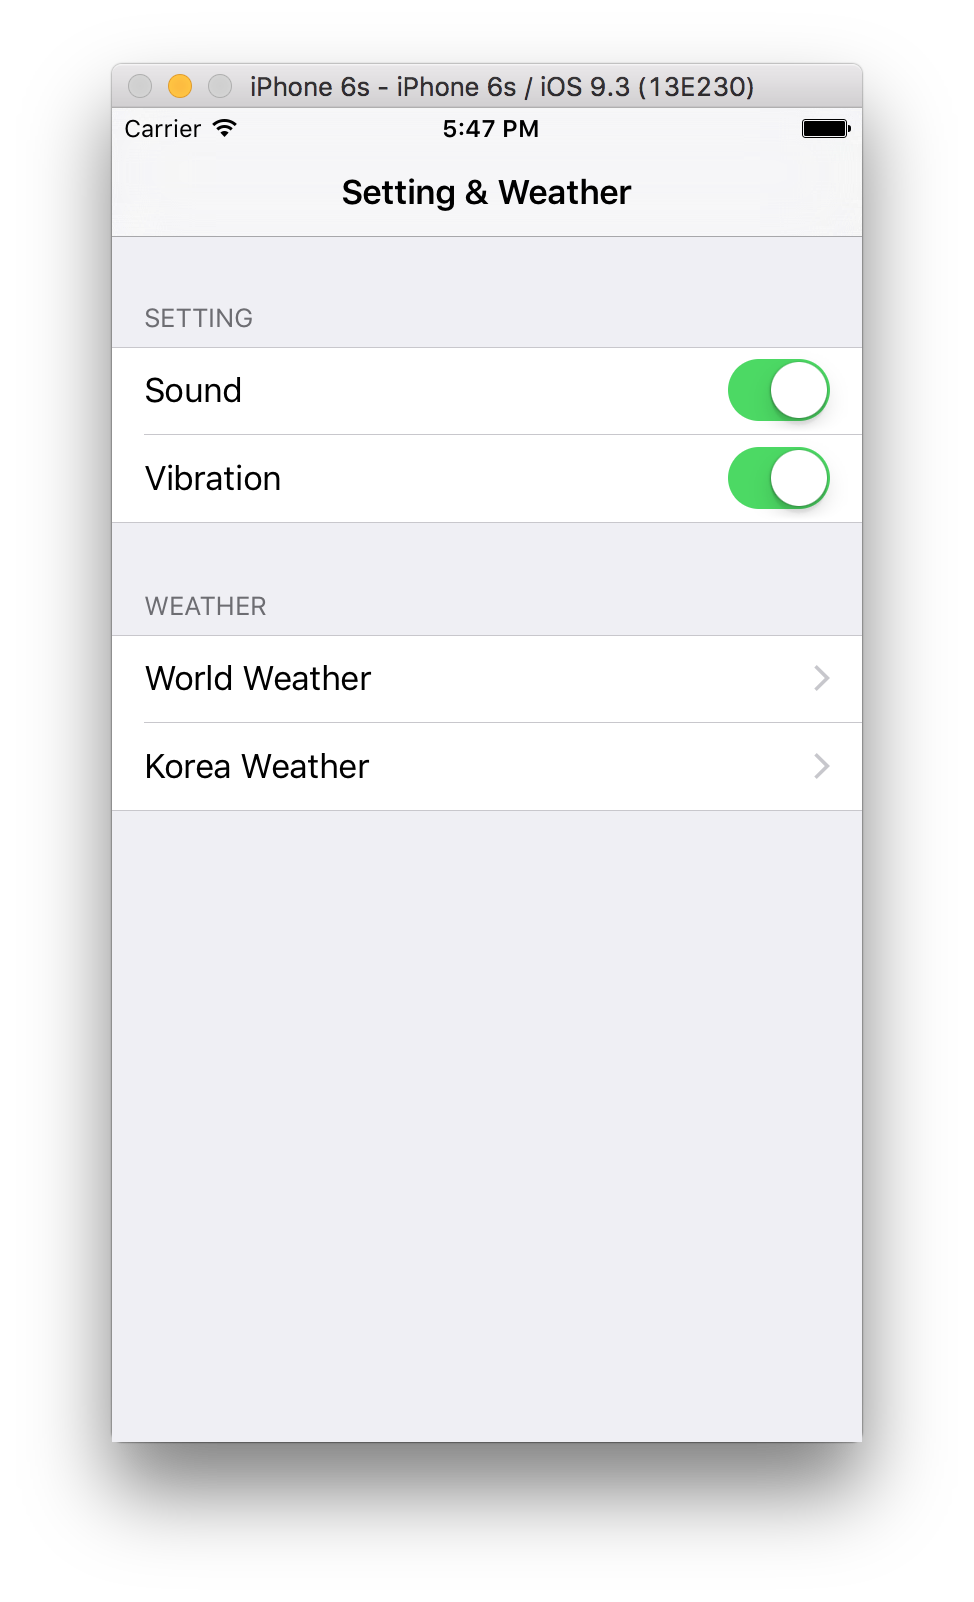 iPhone 6s - iPhone 6s / iOS 9.3 (13E230)
Carrier 5:47 PM
Setting & Weather
SETTING
Sound
Vibration
WEATHER
World Weather
Korea Weather